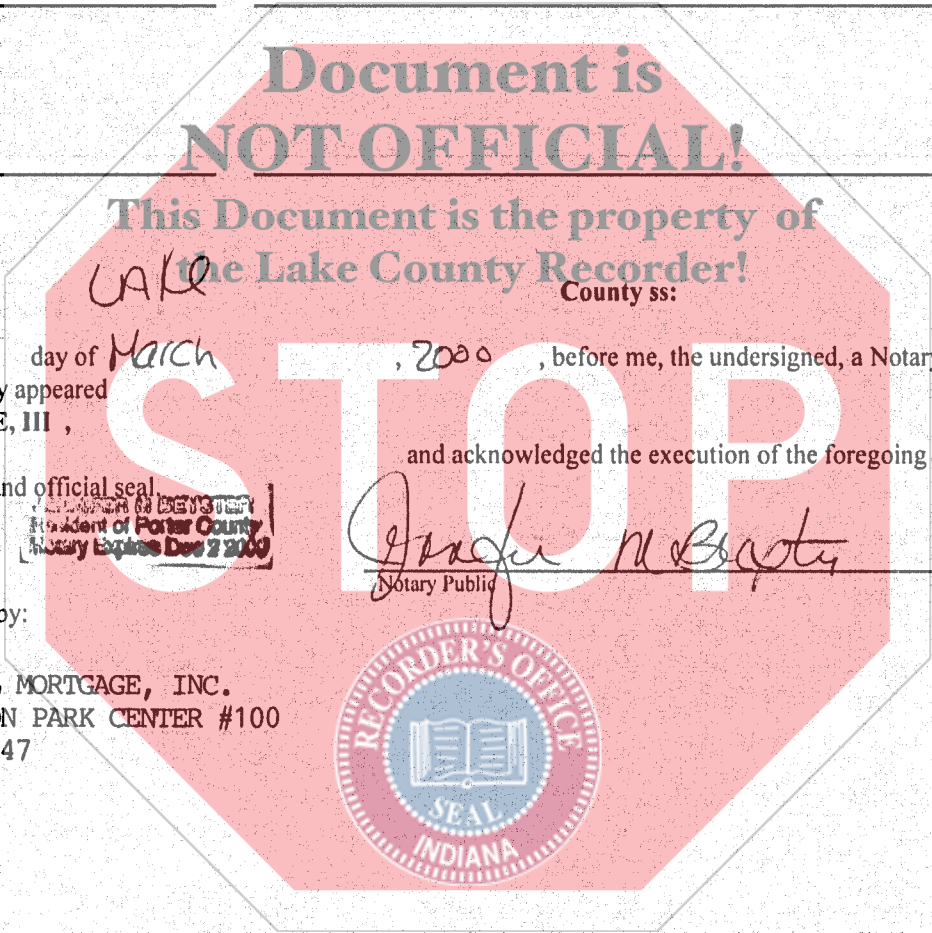 Document is
NOT OFFICIAL!
This Document is the property of
the Lake County Recorder!
LAKE County ss:
day of March , 2000 , before me, the undersigned, a Notary
y appeared
E, III ,
and acknowledged the execution of the foregoing
nd official seal.
M BEYSTER
Resident of Porter County
Notary Expires Dec 2 2000
Notary Public
by:
MORTGAGE, INC.
N PARK CENTER #100
47
STOP
RECORDER'S OFFICE
SEAL
INDIANA